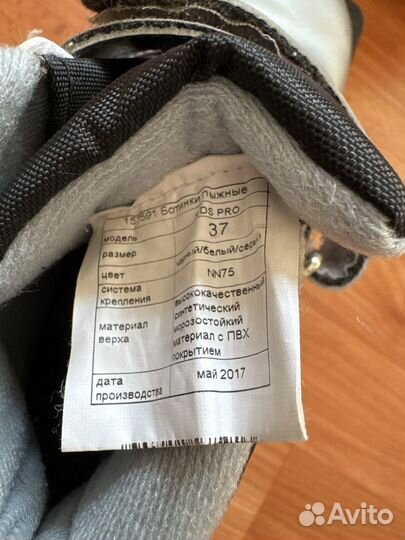 151591 Ботинки Лыжные
модель DS PRO
размер 37
цвет черный/белый/серый
система крепления NN75
материал верха высококачественный
синтетический
морозостойкий
материал с ПВХ
покрытием
дата производства май 2017
Avito